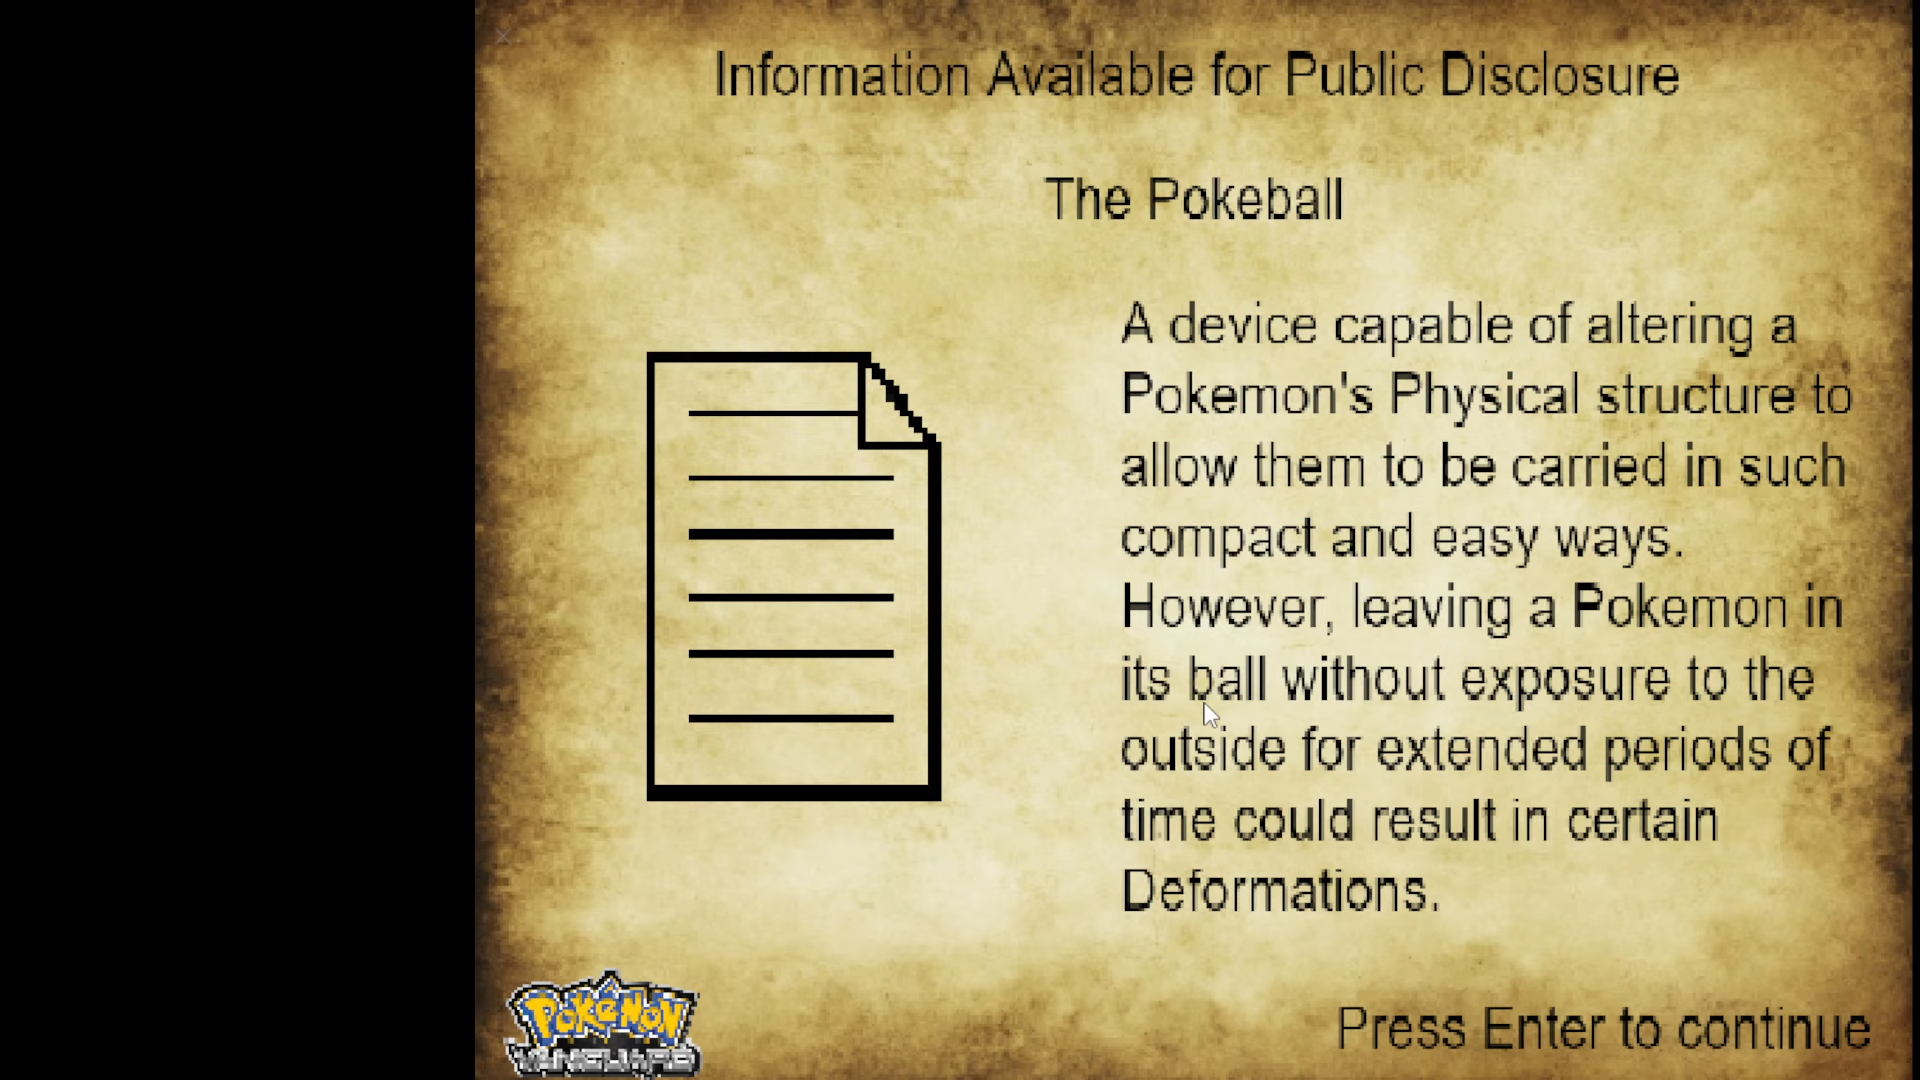 Information Available for Public Disclosure
The Pokeball
A device capable of altering a
Pokemon's Physical structure to
allow them to be carried in such
compact and easy ways.
However, leaving a Pokemon in
its ball without exposure to the
outside for extended periods of
time could result in certain
Deformations.
POKéMON
VANGUARD
Press Enter to continue